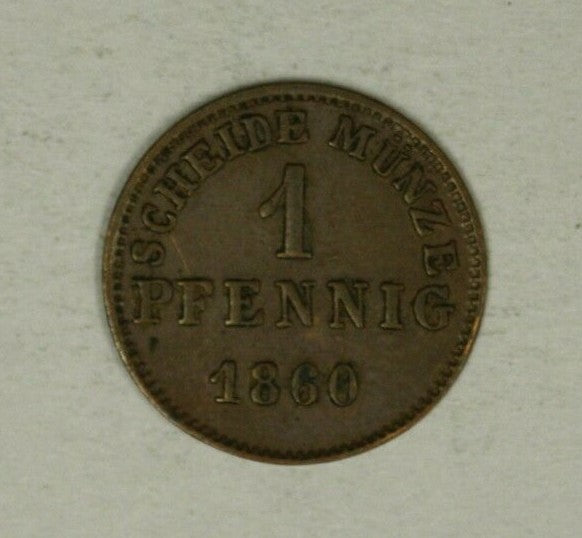 SCHEIDE MÜNZE
1
PFENNIG
1860